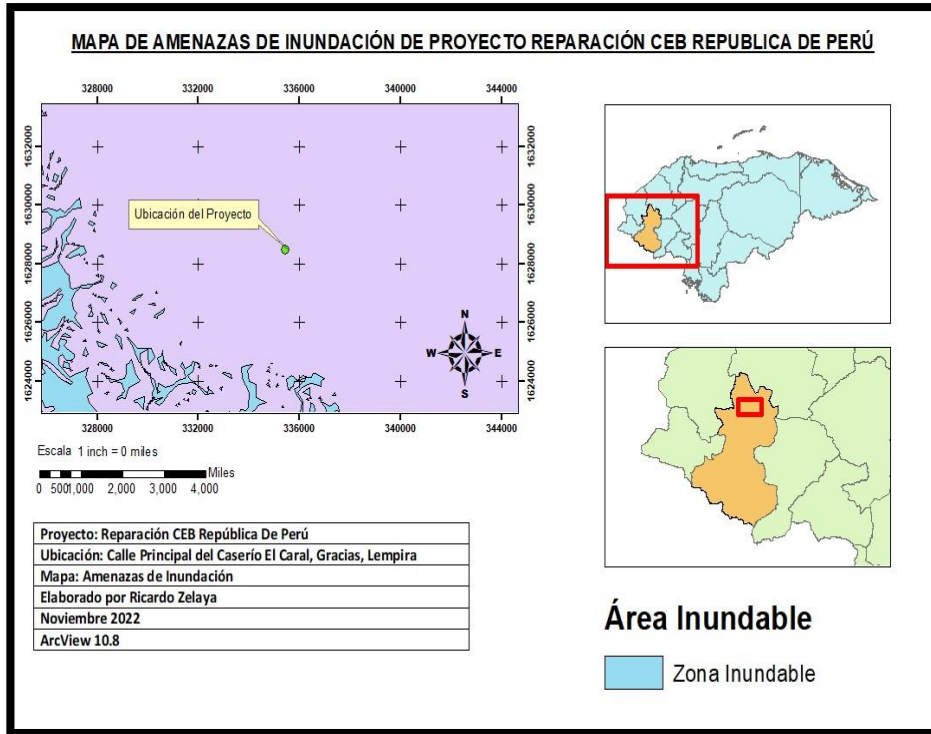 MAPA DE AMENAZAS DE INUNDACIÓN DE PROYECTO REPARACIÓN CEB REPUBLICA DE PERÚ
328000 332000 336000 340000 344000
1632000 1632000
1630000 1630000
Ubicación del Proyecto
1628000 1628000
1626000 1626000
N
W E
S
1624000 1624000
328000 332000 336000 340000 344000
Escala 1 inch = 0 miles
Miles
0 500 1,000 2,000 3,000 4,000
Proyecto: Reparación CEB República De Perú
Ubicación: Calle Principal del Caserío El Caral, Gracias, Lempira
Mapa: Amenazas de Inundación
Elaborado por Ricardo Zelaya
Noviembre 2022
ArcView 10.8
Área Inundable
Zona Inundable